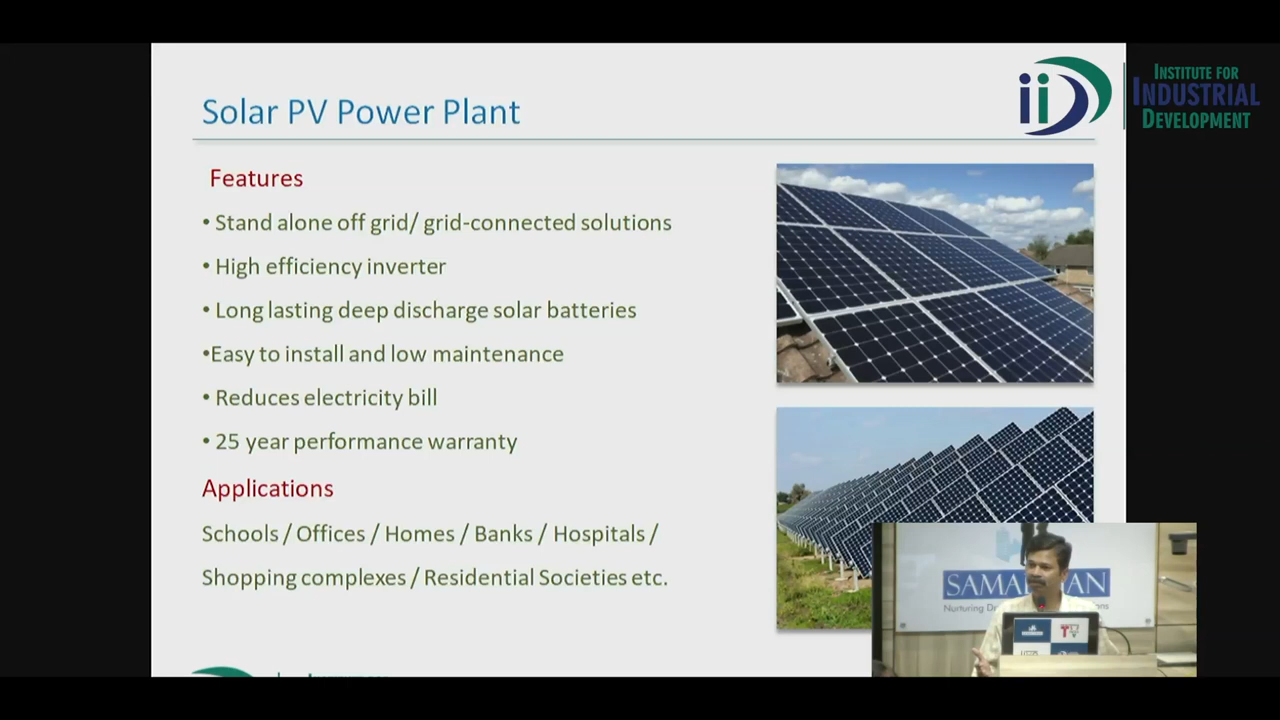 Solar PV Power Plant
INSTITUTE FOR
INDUSTRIAL
DEVELOPMENT
iiD
Features
• Stand alone off grid/ grid-connected solutions
• High efficiency inverter
• Long lasting deep discharge solar batteries
•Easy to install and low maintenance
• Reduces electricity bill
• 25 year performance warranty
Applications
Schools / Offices / Homes / Banks / Hospitals /
Shopping complexes / Residential Societies etc.
Nurturing